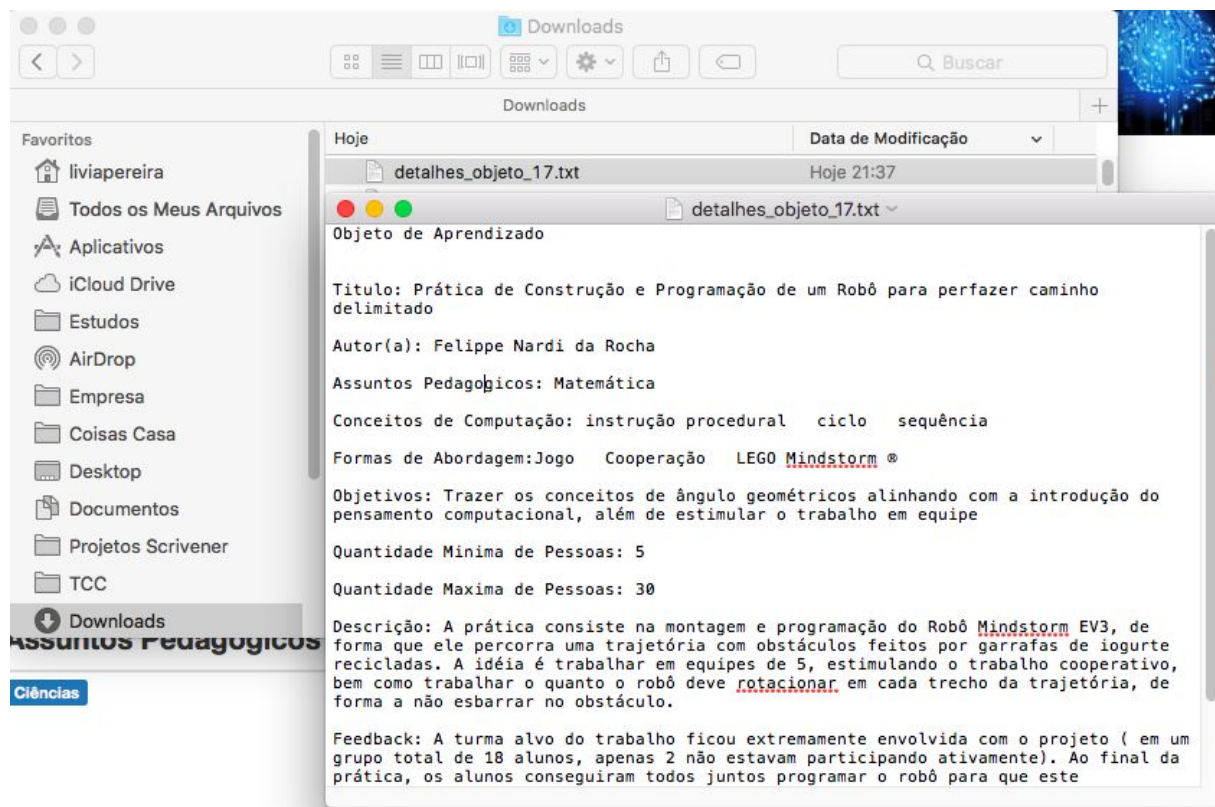 Downloads
Buscar
Downloads
Favoritos
liviapereira
Todos os Meus Arquivos
Aplicativos
iCloud Drive
Estudos
AirDrop
Empresa
Coisas Casa
Desktop
Documentos
Projetos Scrivener
TCC
Downloads
Hoje
Data de Modificação
detalhes_objeto_17.txt
Hoje 21:37
detalhes_objeto_17.txt
Objeto de Aprendizado
Titulo: Prática de Construção e Programação de um Robô para perfazer caminho
delimitado
Autor(a): Felippe Nardi da Rocha
Assuntos Pedagogicos: Matemática
Conceitos de Computação: instrução procedural ciclo sequência
Formas de Abordagem:Jogo Cooperação LEGO Mindstorm ®
Objetivos: Trazer os conceitos de ângulo geométricos alinhando com a introdução do
pensamento computacional, além de estimular o trabalho em equipe
Quantidade Minima de Pessoas: 5
Quantidade Maxima de Pessoas: 30
Descrição: A prática consiste na montagem e programação do Robô Mindstorm EV3, de
forma que ele percorra uma trajetória com obstáculos feitos por garrafas de iogurte
recicladas. A idéia é trabalhar em equipes de 5, estimulando o trabalho cooperativo,
bem como trabalhar o quanto o robô deve rotacionar em cada trecho da trajetória, de
forma a não esbarrar no obstáculo.
Feedback: A turma alvo do trabalho ficou extremamente envolvida com o projeto ( em um
grupo total de 18 alunos, apenas 2 não estavam participando ativamente). Ao final da
prática, os alunos conseguiram todos juntos programar o robô para que este
Assuntos Pedagógicos
Ciências